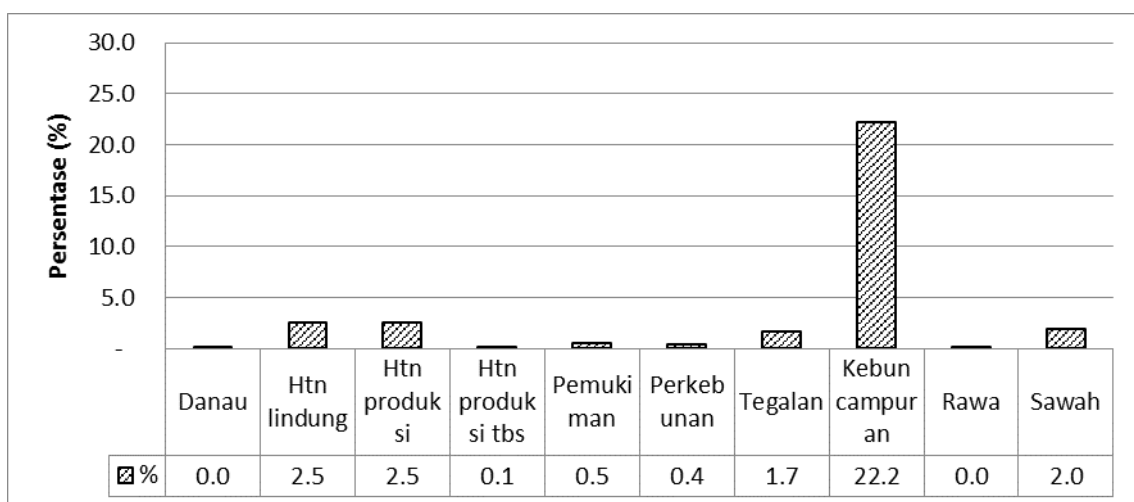 30.0
25.0
20.0
15.0
10.0
5.0
-
Persentase (%)
Danau
Htn
lindung
Htn
produk
si
Htn
produk
si tbs
Pemuki
man
Perkeb
unan
Tegalan
Kebun
campur
an
Rawa
Sawah
% 0.0 2.5 2.5 0.1 0.5 0.4 1.7 22.2 0.0 2.0